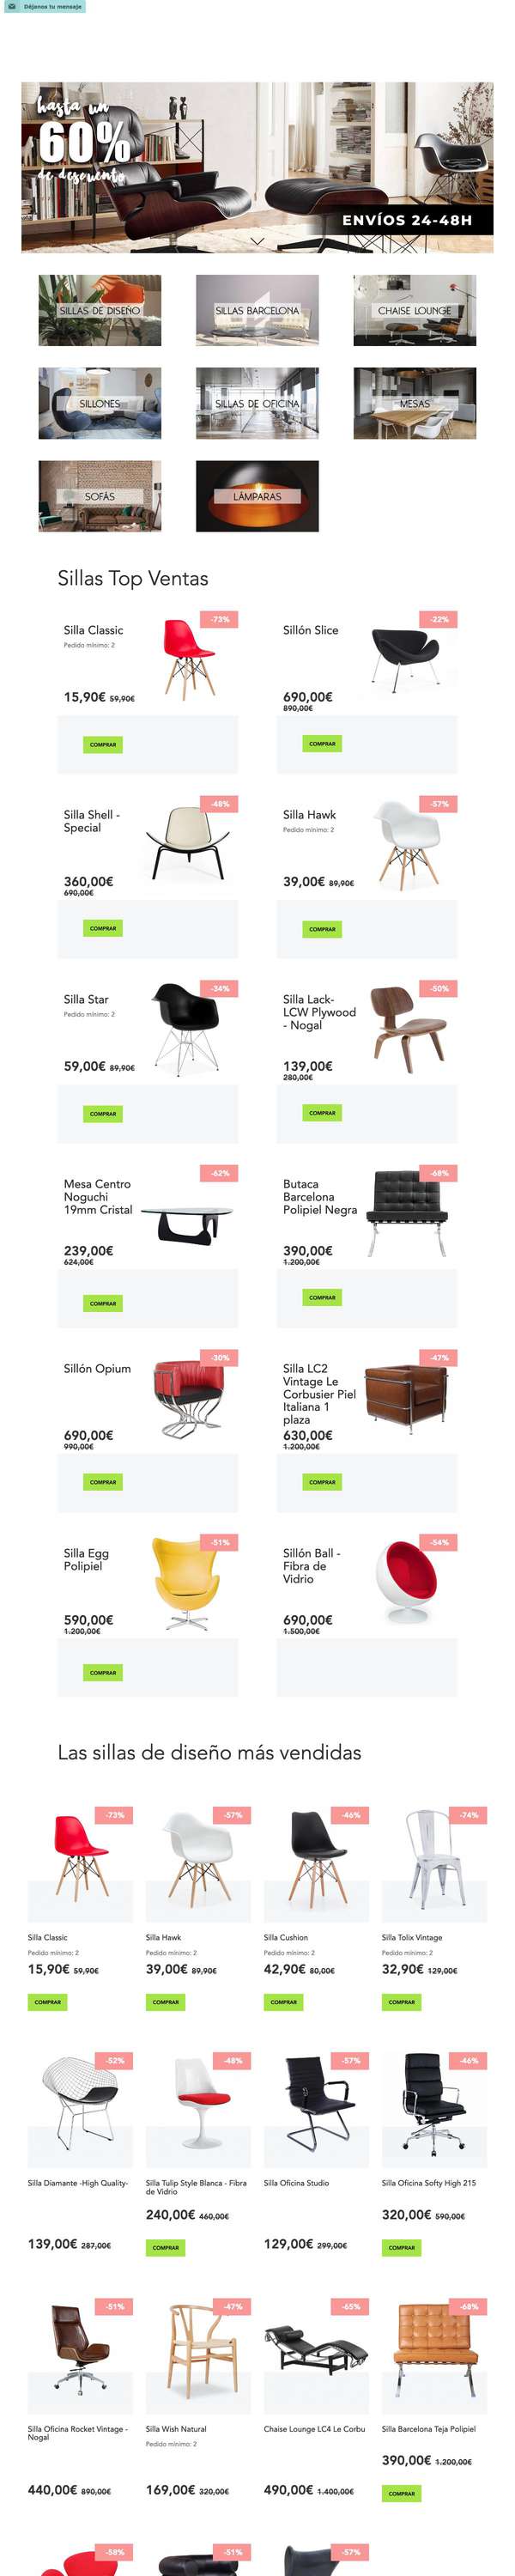 Déjanos tu mensaje
hasta un
60%
de descuento
ENVÍOS 24-48H
SILLAS DE DISEÑO
SILLAS BARCELONA
CHAISE LOUNGE
SILLONES
SILLAS DE OFICINA
MESAS
SOFÁS
LÁMPARAS
Sillas Top Ventas
-73%
Silla Classic
Pedido mínimo: 2
15,90€ 59,90€
COMPRAR
-22%
Sillón Slice
690,00€
890,00€
COMPRAR
-48%
Silla Shell -
Special
360,00€
690,00€
COMPRAR
-57%
Silla Hawk
Pedido mínimo: 2
39,00€ 89,90€
COMPRAR
-34%
Silla Star
Pedido mínimo: 2
59,00€ 89,90€
COMPRAR
-50%
Silla Lack-
LCW Plywood
- Nogal
139,00€
280,00€
COMPRAR
-62%
Mesa Centro
Noguchi
19mm Cristal
239,00€
624,00€
COMPRAR
-68%
Butaca
Barcelona
Polipiel Negra
390,00€
1.200,00€
COMPRAR
-30%
Sillón Opium
690,00€
990,00€
COMPRAR
-47%
Silla LC2
Vintage Le
Corbusier Piel
Italiana 1
plaza
630,00€
1.200,00€
COMPRAR
-51%
Silla Egg
Polipiel
590,00€
1.200,00€
COMPRAR
-54%
Sillón Ball -
Fibra de
Vidrio
690,00€
1.500,00€
Las sillas de diseño más vendidas
-73%
Silla Classic
Pedido mínimo: 2
15,90€ 59,90€
COMPRAR
-57%
Silla Hawk
Pedido mínimo: 2
39,00€ 89,90€
COMPRAR
-46%
Silla Cushion
Pedido mínimo: 2
42,90€ 80,00€
COMPRAR
-74%
Silla Tolix Vintage
Pedido mínimo: 2
32,90€ 129,00€
COMPRAR
-52%
Silla Diamante -High Quality-
139,00€ 287,00€
-48%
Silla Tulip Style Blanca - Fibra
de Vidrio
240,00€ 460,00€
COMPRAR
-57%
Silla Oficina Studio
129,00€ 299,00€
-46%
Silla Oficina Softy High 215
320,00€ 590,00€
COMPRAR
-51%
Silla Oficina Rocket Vintage -
Nogal
440,00€ 890,00€
-47%
Silla Wish Natural
Pedido mínimo: 2
169,00€ 320,00€
-65%
Chaise Lounge LC4 Le Corbu
490,00€ 1.400,00€
-68%
Silla Barcelona Teja Polipiel
390,00€ 1.200,00€
COMPRAR
-58%
-51%
-57%